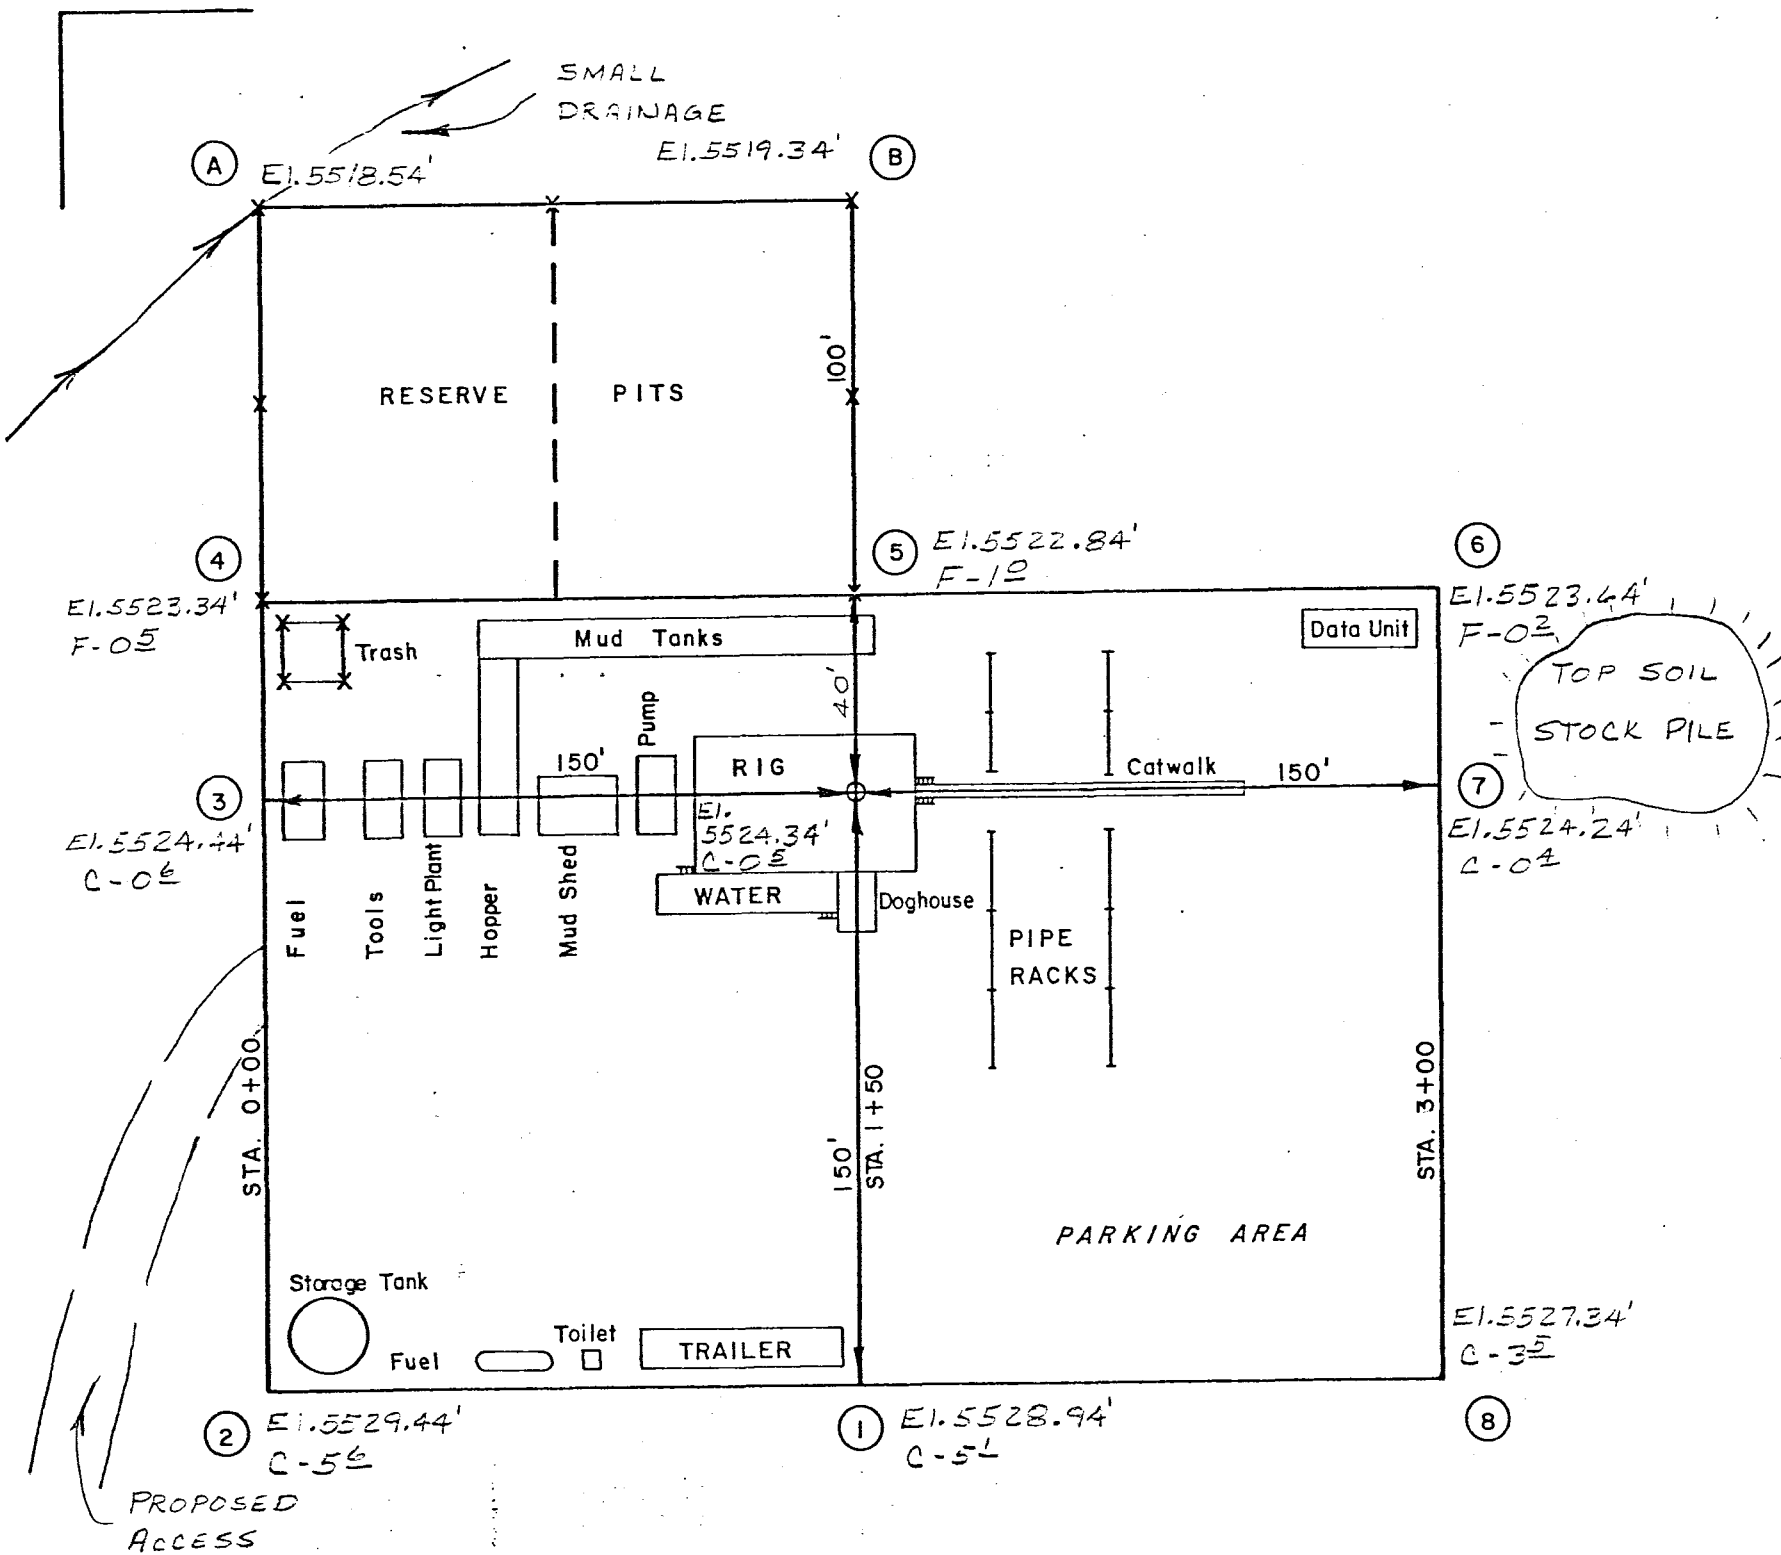 SMALL
DRAINAGE
A
El.5518.54'
El.5519.34'
B
100'
RESERVE PITS
4
El.5523.34'
F-0 5
5
El.5522.84'
F-1 0
6
El.5523.64'
F-0 2
TOP SOIL
STOCK PILE
Trash
Mud Tanks
Data Unit
40'
Pump
150'
RIG
Catwalk
150'
3
El.5524.44'
C-0 6
El.
5524.34'
C-0 5
7
El.5524.24'
C-0 4
Fuel
Tools
Light Plant
Hopper
Mud Shed
WATER
Doghouse
PIPE
RACKS
STA. 0+00
150'
STA. 1+50
STA. 3+00
PARKING AREA
Storage Tank
Fuel
Toilet
TRAILER
El.5527.34'
C-3 5
8
2
El.5529.44'
C-5 6
1
El.5528.94'
C-5 1
PROPOSED
ACCESS